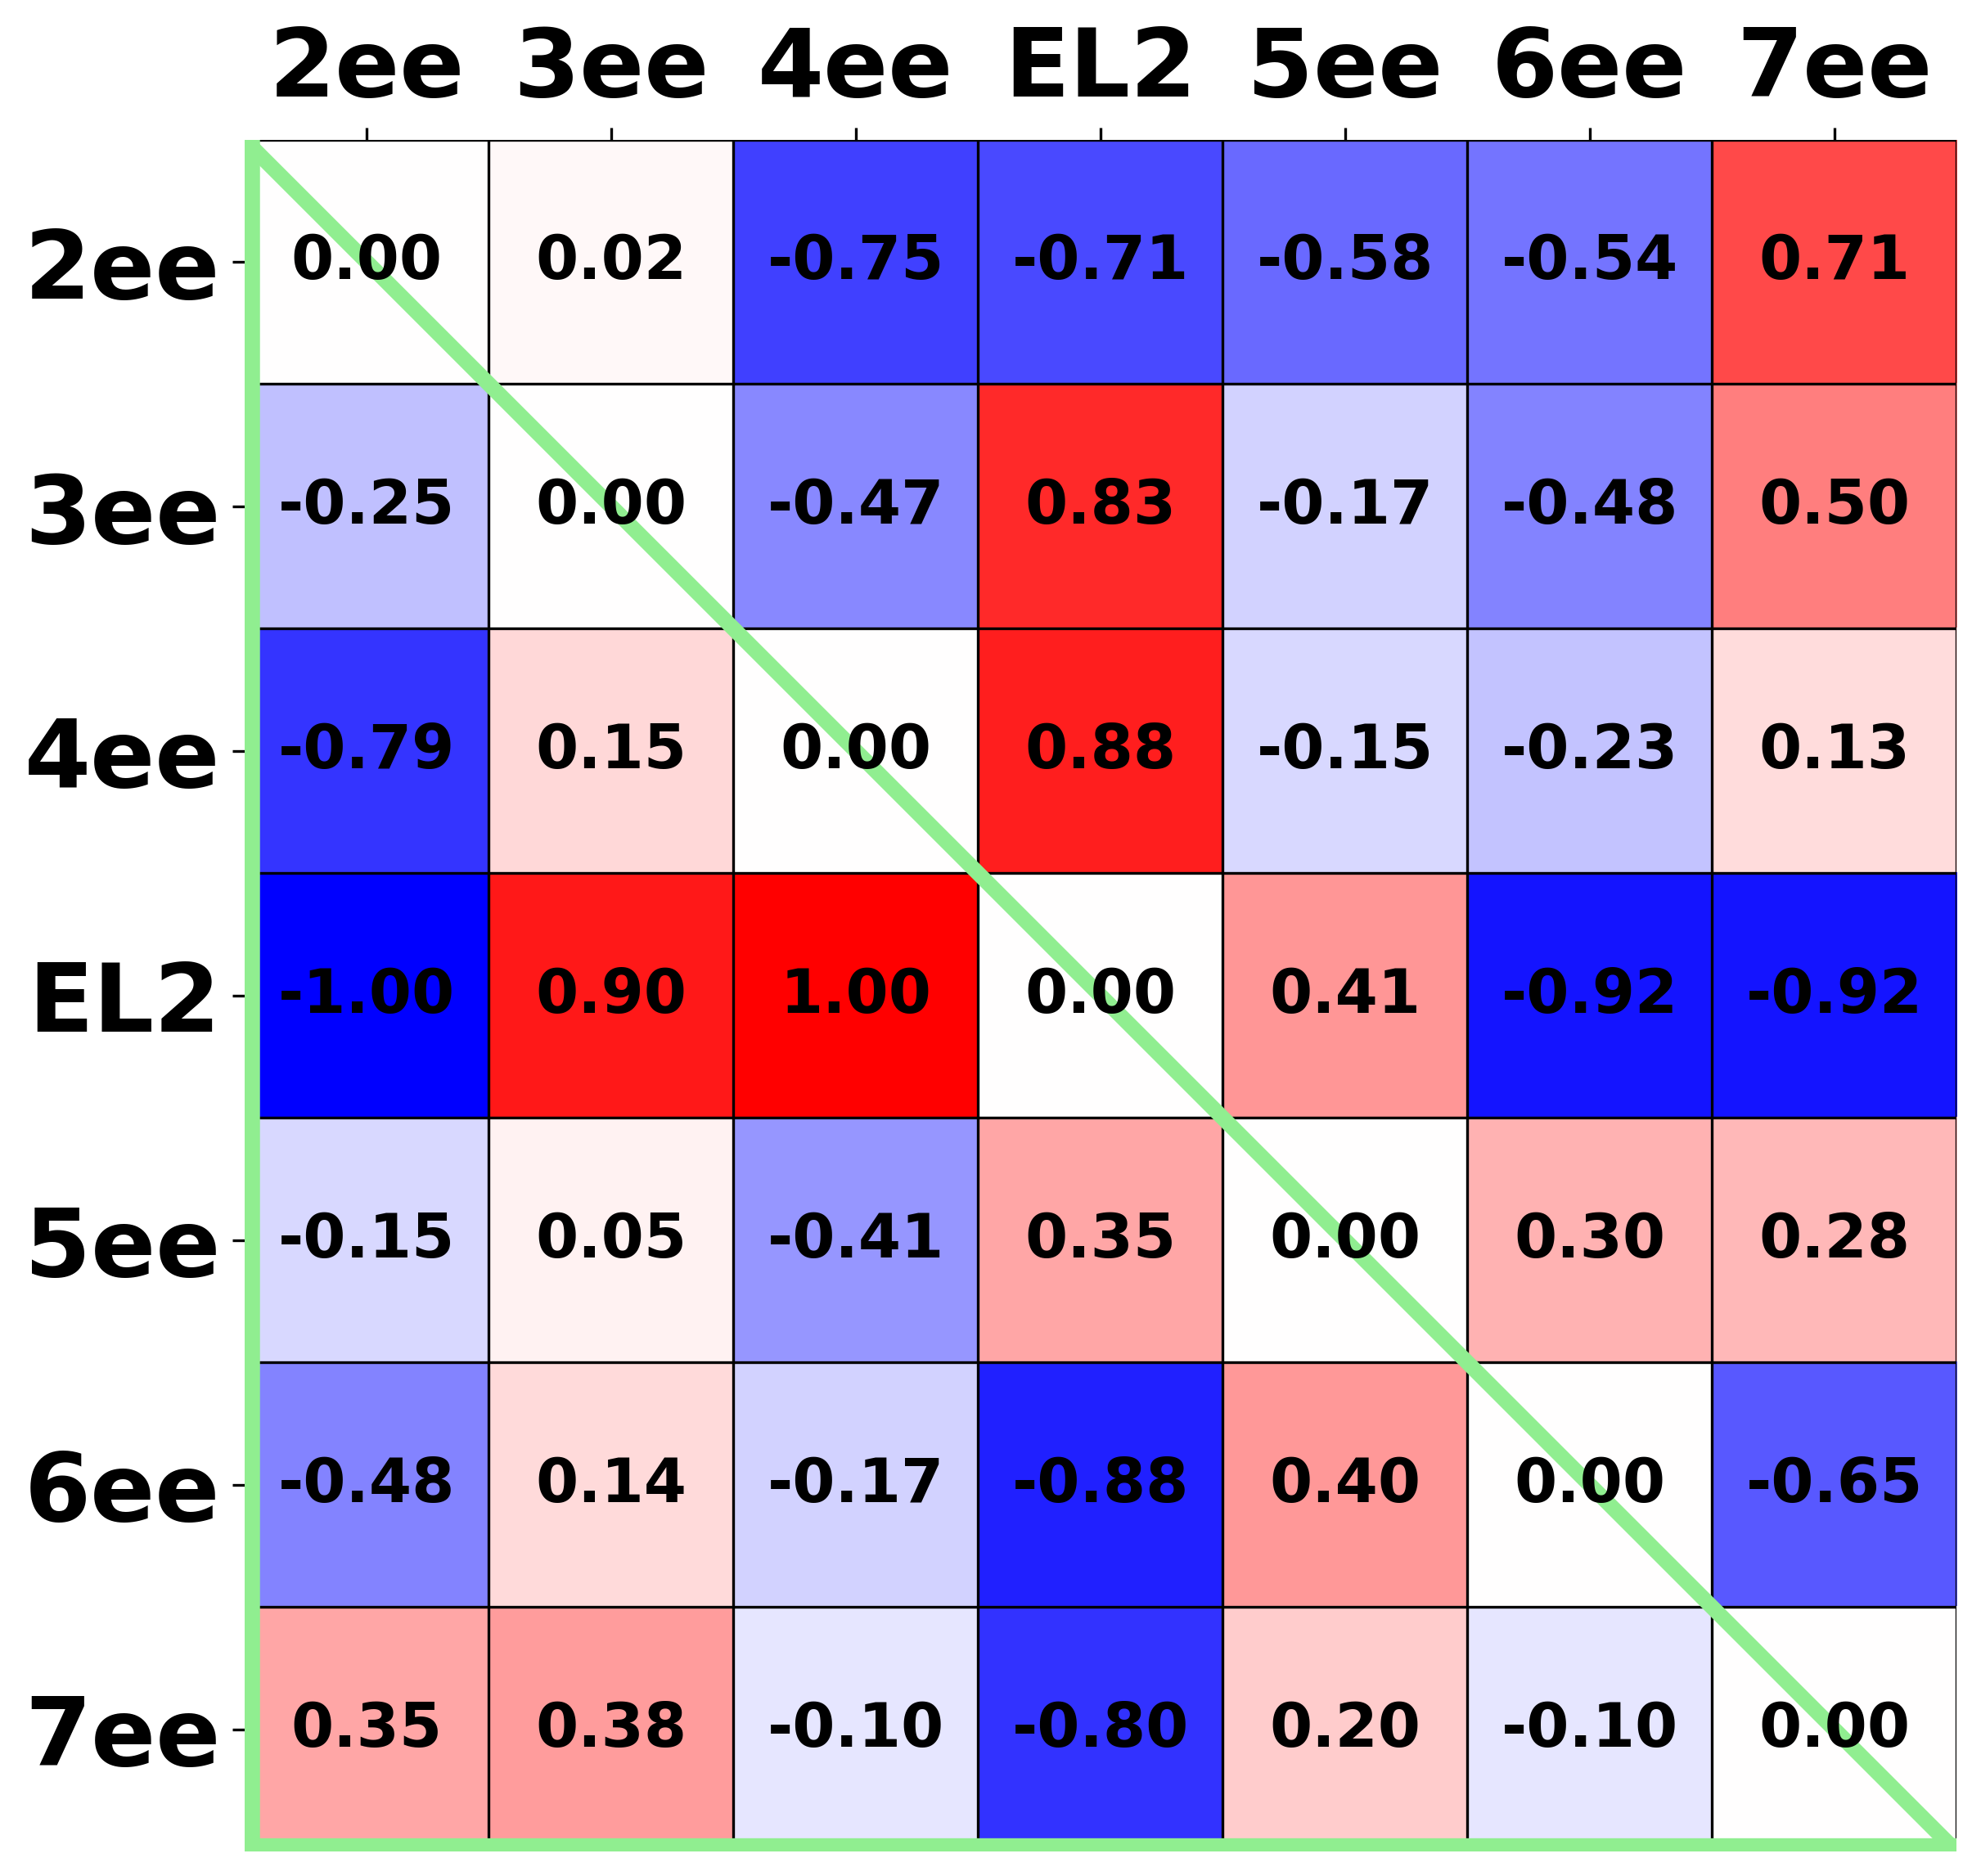 2ee 3ee 4ee EL2 5ee 6ee 7ee
2ee 0.00 0.02 -0.75 -0.71 -0.58 -0.54 0.71
3ee -0.25 0.00 -0.47 0.83 -0.17 -0.48 0.50
4ee -0.79 0.15 0.00 0.88 -0.15 -0.23 0.13
EL2 -1.00 0.90 1.00 0.00 0.41 -0.92 -0.92
5ee -0.15 0.05 -0.41 0.35 0.00 0.30 0.28
6ee -0.48 0.14 -0.17 -0.88 0.40 0.00 -0.65
7ee 0.35 0.38 -0.10 -0.80 0.20 -0.10 0.00